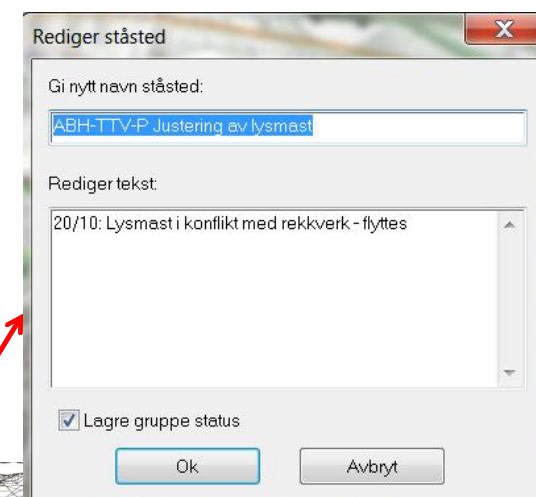 Rediger ståsted
X
Gi nytt navn ståsted:
ABH-TTV-P Justering av lysmast
Rediger tekst:
20/10: Lysmast i konflikt med rekkverk - flyttes
Lagre gruppe status
Ok
Avbryt